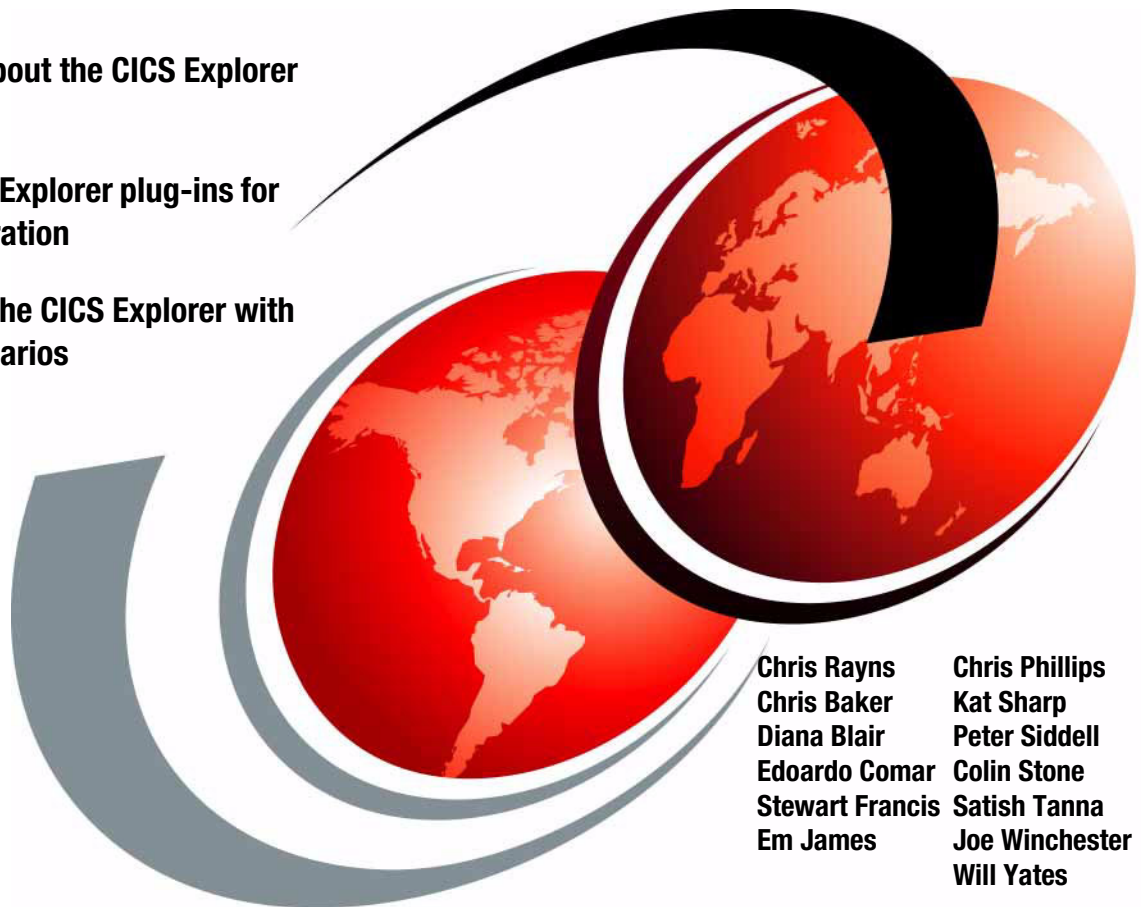 bout the CICS Explorer
Explorer plug-ins for
ration
he CICS Explorer with
arios
Chris Rayns
Chris Baker
Diana Blair
Edoardo Comar
Stewart Francis
Em James
Chris Phillips
Kat Sharp
Peter Siddell
Colin Stone
Satish Tanna
Joe Winchester
Will Yates